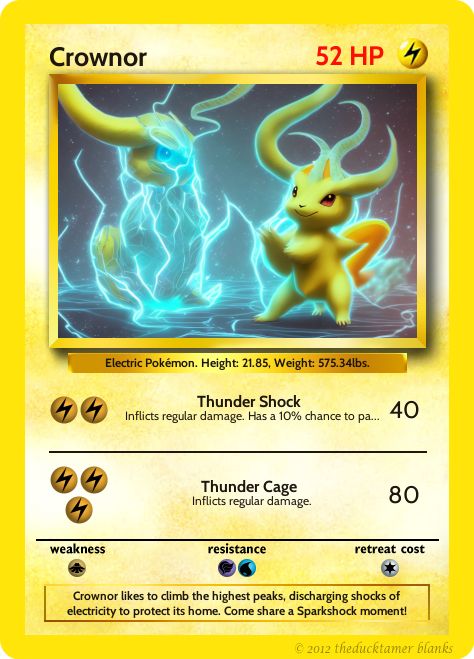 Crownor 52 HP
Electric Pokémon. Height: 21.85, Weight: 575.34lbs.
Thunder Shock
Inflicts regular damage. Has a 10% chance to pa... 40
Thunder Cage
Inflicts regular damage. 80
weakness resistance retreat cost
Crownor likes to climb the highest peaks, discharging shocks of
electricity to protect its home. Come share a Sparkshock moment!
© 2012 theducktamer blanks